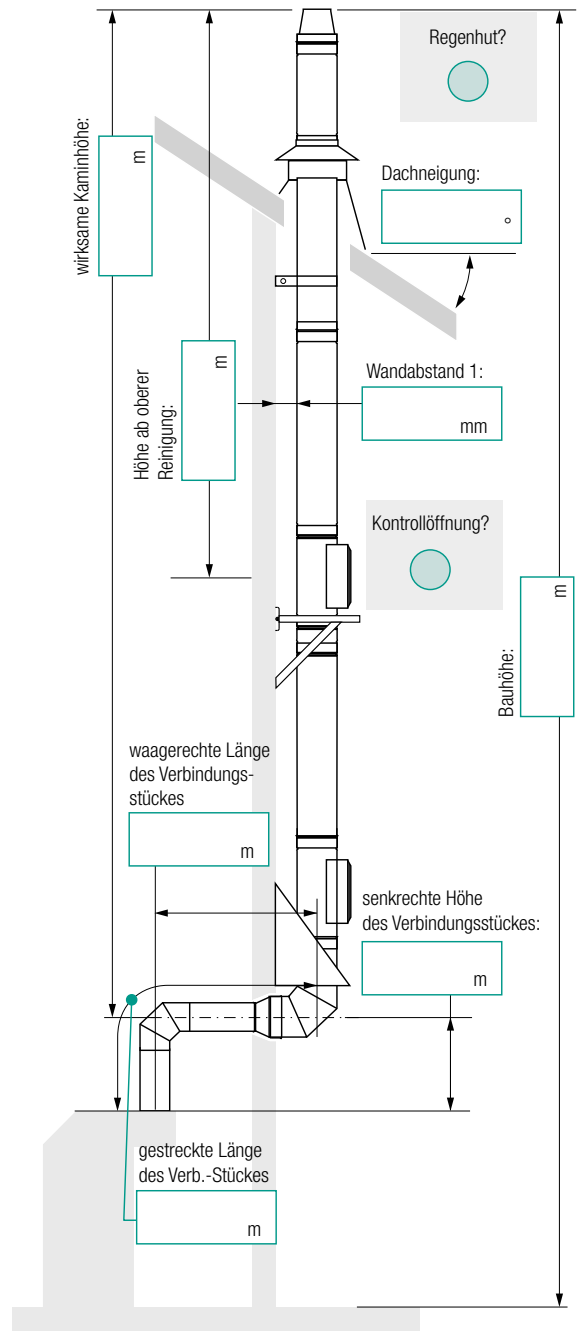 Regenhut?
wirksame Kaminhöhe:
m
Dachneigung:
°
Höhe ab oberer
Reinigung:
m
Wandabstand 1:
mm
Kontrollöffnung?
Bauhöhe:
m
waagerechte Länge
des Verbindungs-
stückes
m
senkrechte Höhe
des Verbindungsstückes:
m
gestreckte Länge
des Verb.-Stückes
m